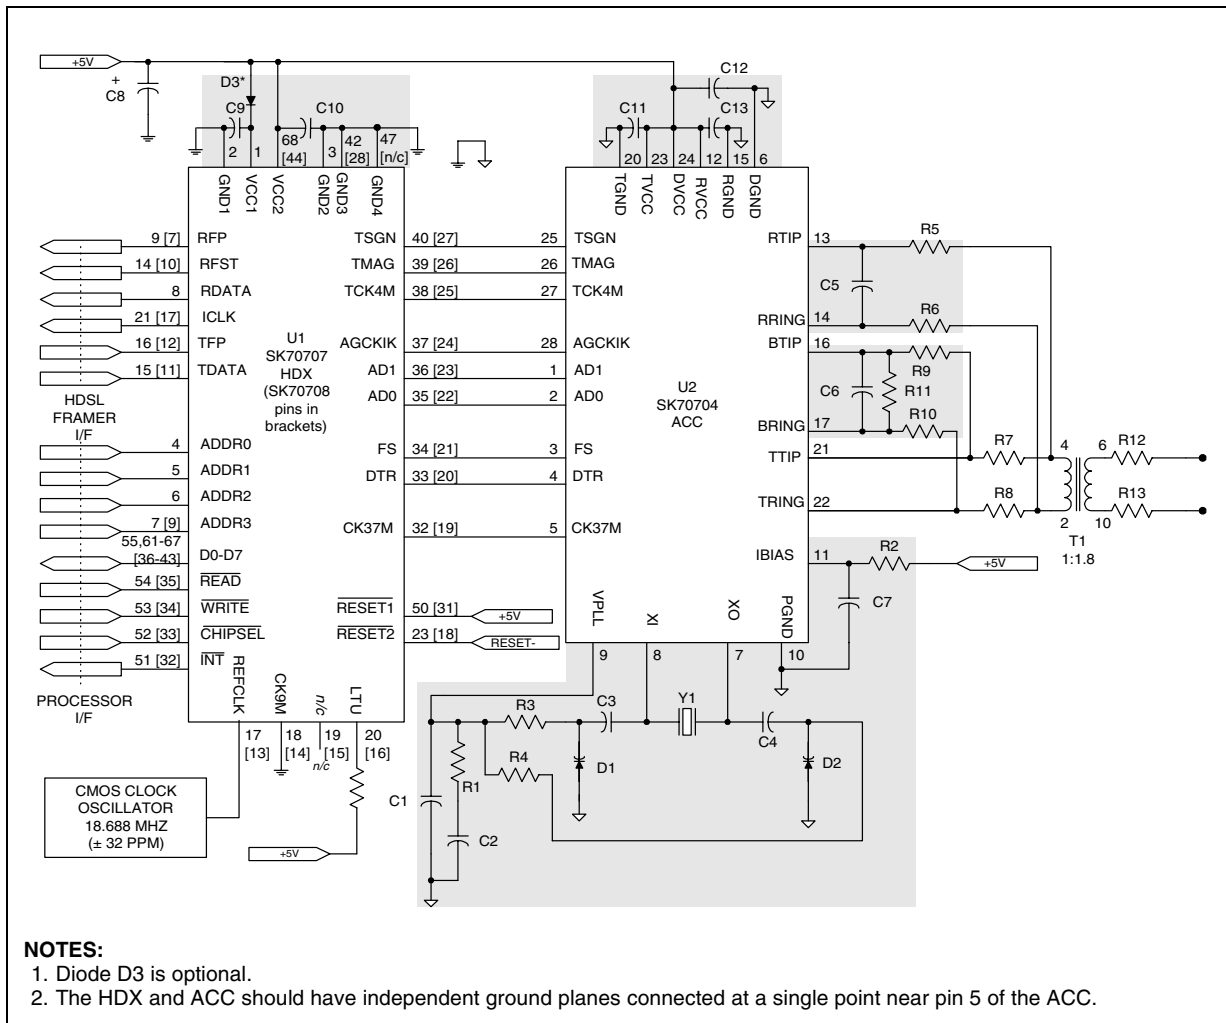 +5V
+
C8
D3*
C9
C10
2
1
68
[44]
3
42
[28]
47
[n/c]
GND1
VCC1
VCC2
GND2
GND3
GND4
C12
C11
C13
20
23
24
12
15
6
TGND
TVCC
DVCC
RVCC
RGND
DGND
9 [7]
RFP
14 [10]
RFST
8
RDATA
21 [17]
ICLK
16 [12]
TFP
15 [11]
TDATA
HDSL
FRAMER
I/F
4
ADDR0
5
ADDR1
6
ADDR2
7 [9]
ADDR3
55,61-67
[36-43]
D0-D7
54 [35]
READ
53 [34]
WRITE
52 [33]
CHIPSEL
51 [32]
INT
PROCESSOR
I/F
U1
SK70707
HDX
(SK70708
pins in
brackets)
TSGN
40 [27]
TMAG
39 [26]
TCK4M
38 [25]
AGCKIK
37 [24]
AD1
36 [23]
AD0
35 [22]
FS
34 [21]
DTR
33 [20]
CK37M
32 [19]
RESET1
50 [31]
+5V
RESET2
23 [18]
RESET-
REFCLK
CK9M
n/c
LTU
17
[13]
18
[14]
19
[15]
n/c
20
[16]
CMOS CLOCK
OSCILLATOR
18.688 MHZ
(± 32 PPM)
+5V
25
TSGN
26
TMAG
27
TCK4M
28
AGCKIK
1
AD1
2
AD0
3
FS
4
DTR
5
CK37M
U2
SK70704
ACC
RTIP
13
R5
C5
RRING
14
R6
BTIP
16
R9
C6
R11
R10
BRING
17
TTIP
21
R7
4
6
R12
TRING
22
R8
2
10
R13
T1
1:1.8
IBIAS
11
R2
+5V
C7
VPLL
XI
XO
PGND
9
8
7
10
R3
C3
Y1
C4
R4
R1
D1
D2
C1
C2
NOTES:
1. Diode D3 is optional.
2. The HDX and ACC should have independent ground planes connected at a single point near pin 5 of the ACC.